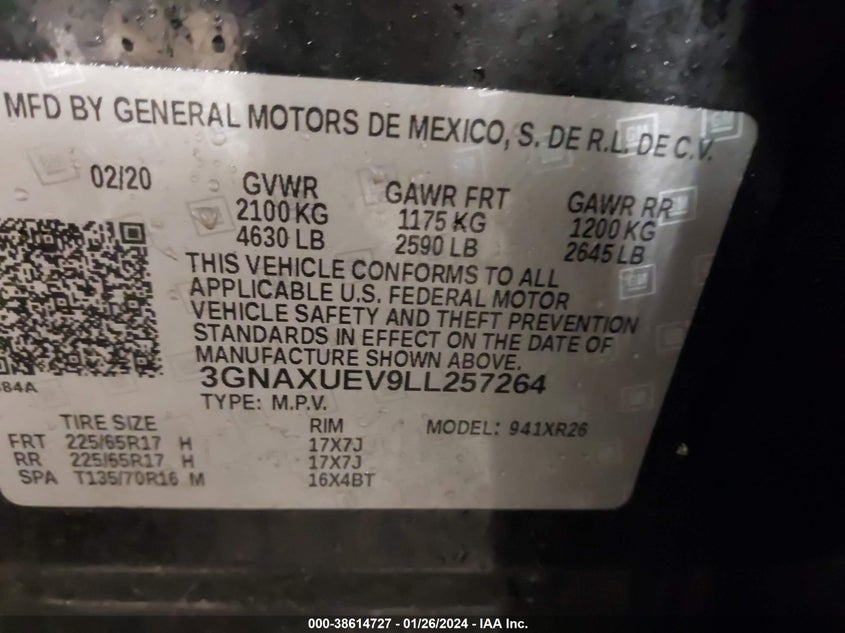 MFD BY GENERAL MOTORS DE MEXICO, S. DE R.L. DE C.V.
02/20
GVWR
2100 KG
4630 LB
GAWR FRT
1175 KG
2590 LB
GAWR RR
1200 KG
2645 LB
THIS VEHICLE CONFORMS TO ALL
APPLICABLE U.S. FEDERAL MOTOR
VEHICLE SAFETY AND THEFT PREVENTION
STANDARDS IN EFFECT ON THE DATE OF
MANUFACTURE SHOWN ABOVE.
84A
3GNAXUEV9LL257264
TYPE: M.P.V.
TIRE SIZE RIM MODEL: 941XR26
FRT 225/65R17 H 17X7J
RR 225/65R17 H 17X7J
SPA T135/70R16 M 16X4BT
000-38614727 - 01/26/2024 - IAA Inc.